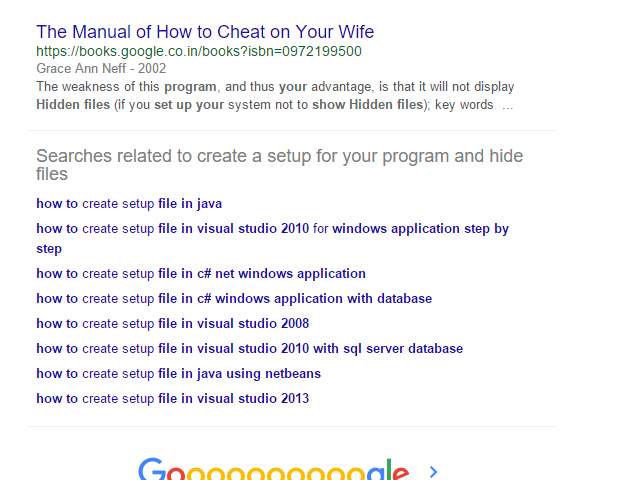 The Manual of How to Cheat on Your Wife
https://books.google.co.in/books?isbn=0972199500
Grace Ann Neff - 2002
The weakness of this program, and thus your advantage, is that it will not display
Hidden files (if you set up your system not to show Hidden files); key words ...
Searches related to create a setup for your program and hide
files
how to create setup file in java
how to create setup file in visual studio 2010 for windows application step by
step
how to create setup file in c# net windows application
how to create setup file in c# windows application with database
how to create setup file in visual studio 2008
how to create setup file in visual studio 2010 with sql server database
how to create setup file in java using netbeans
how to create setup file in visual studio 2013
Goooooooooogle >